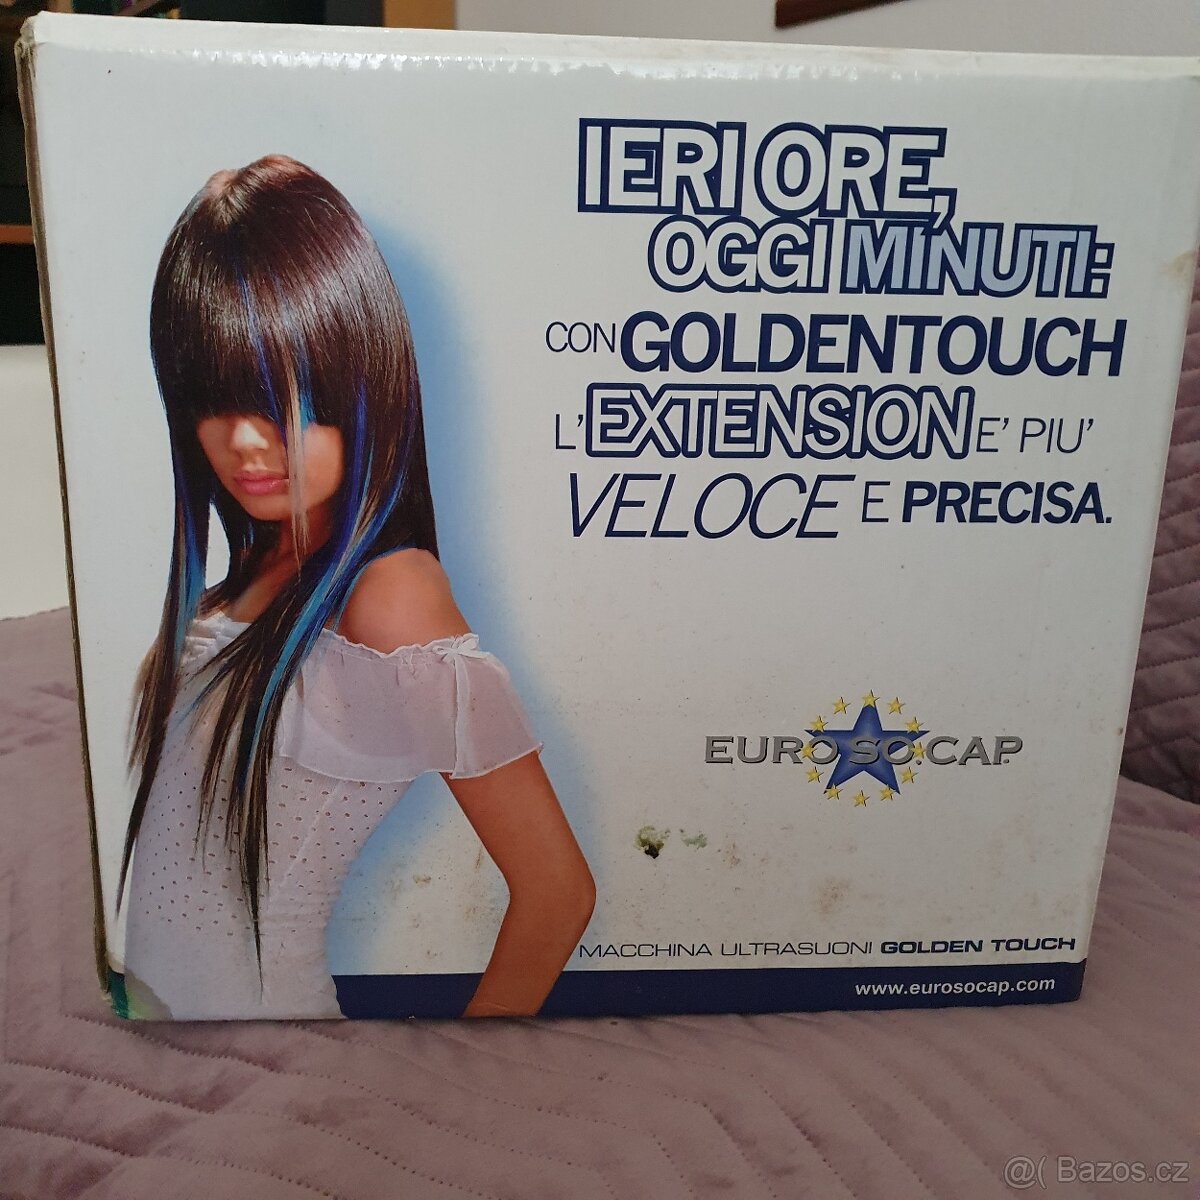 IERI ORE,
OGGI MINUTI:
CON GOLDENTOUCH
L'EXTENSION E' PIU'
VELOCE E PRECISA.
EURO SO.CAP.
MACCHINA ULTRASUONI GOLDEN TOUCH
www.eurosocap.com
@( Bazos.cz